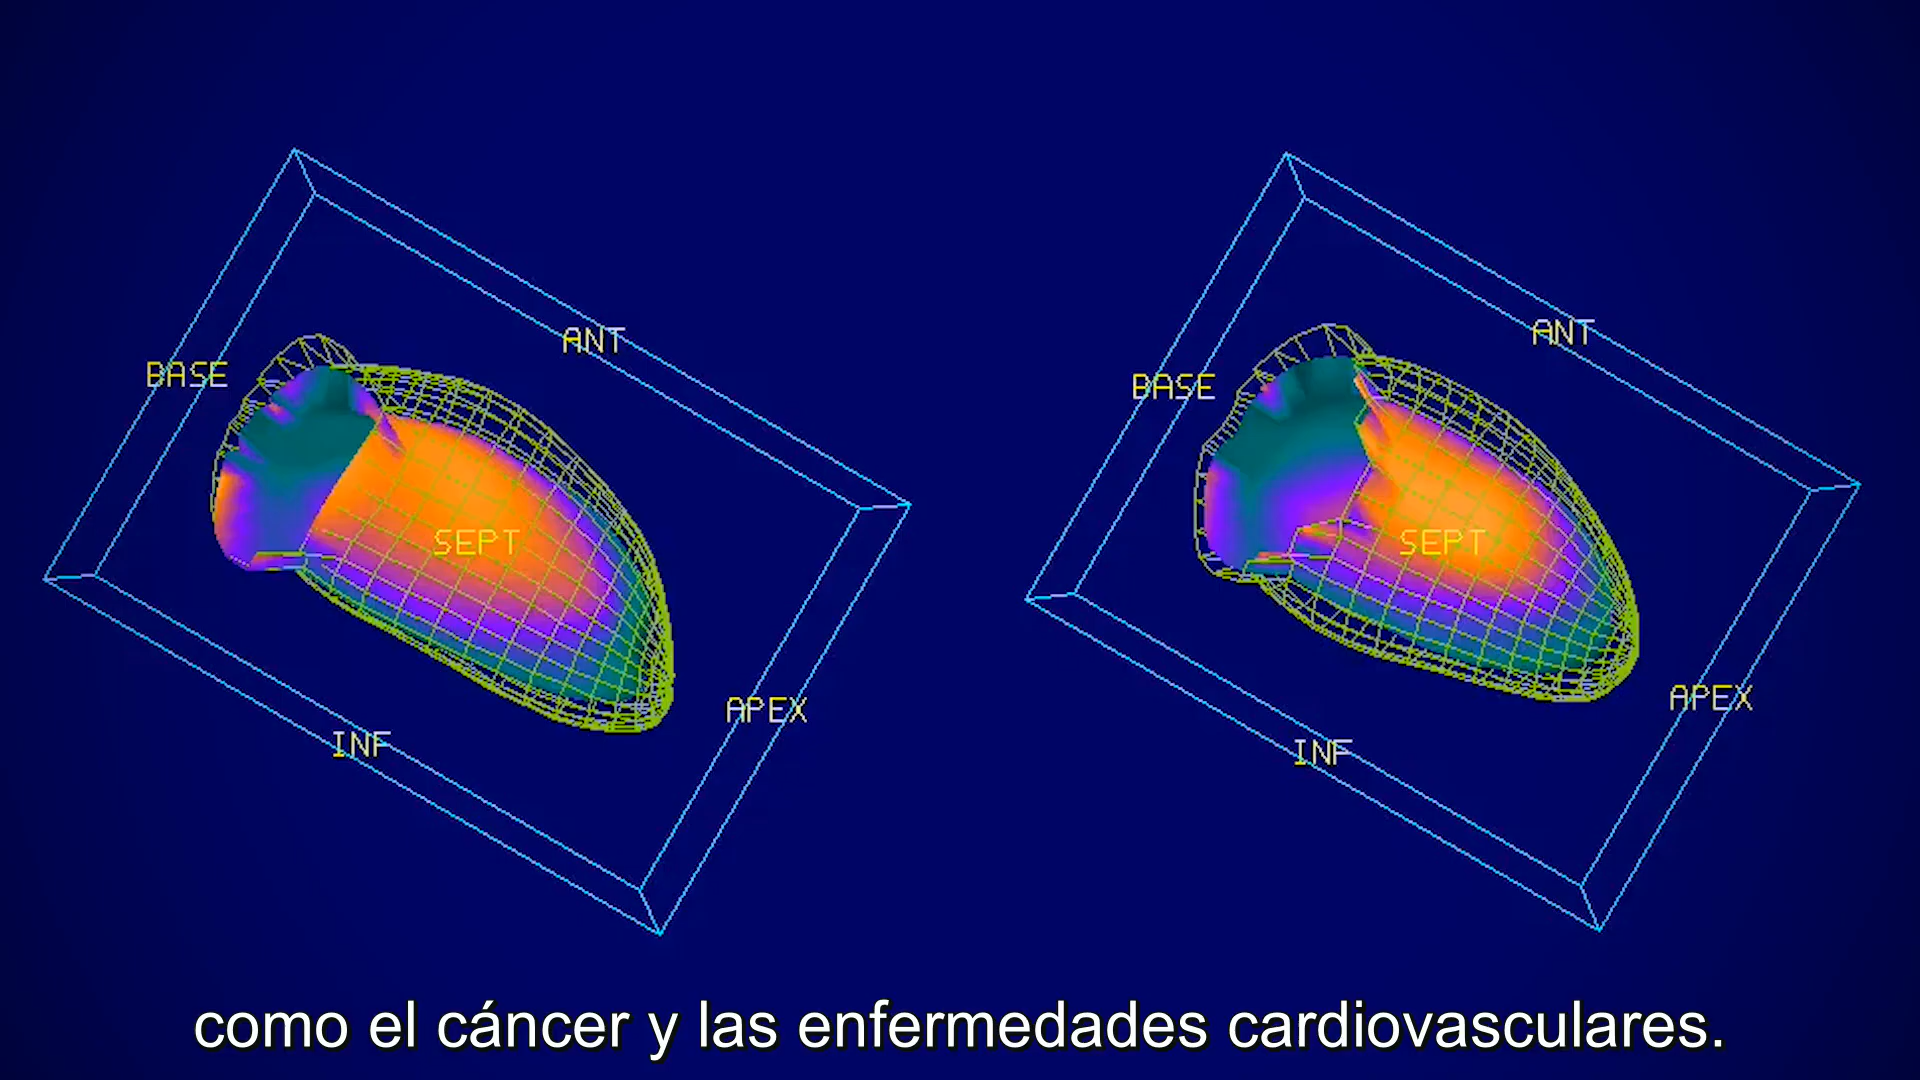 ANT
BASE
SEPT
APEX
INF
ANT
BASE
SEPT
APEX
INF
como el cáncer y las enfermedades cardiovasculares.